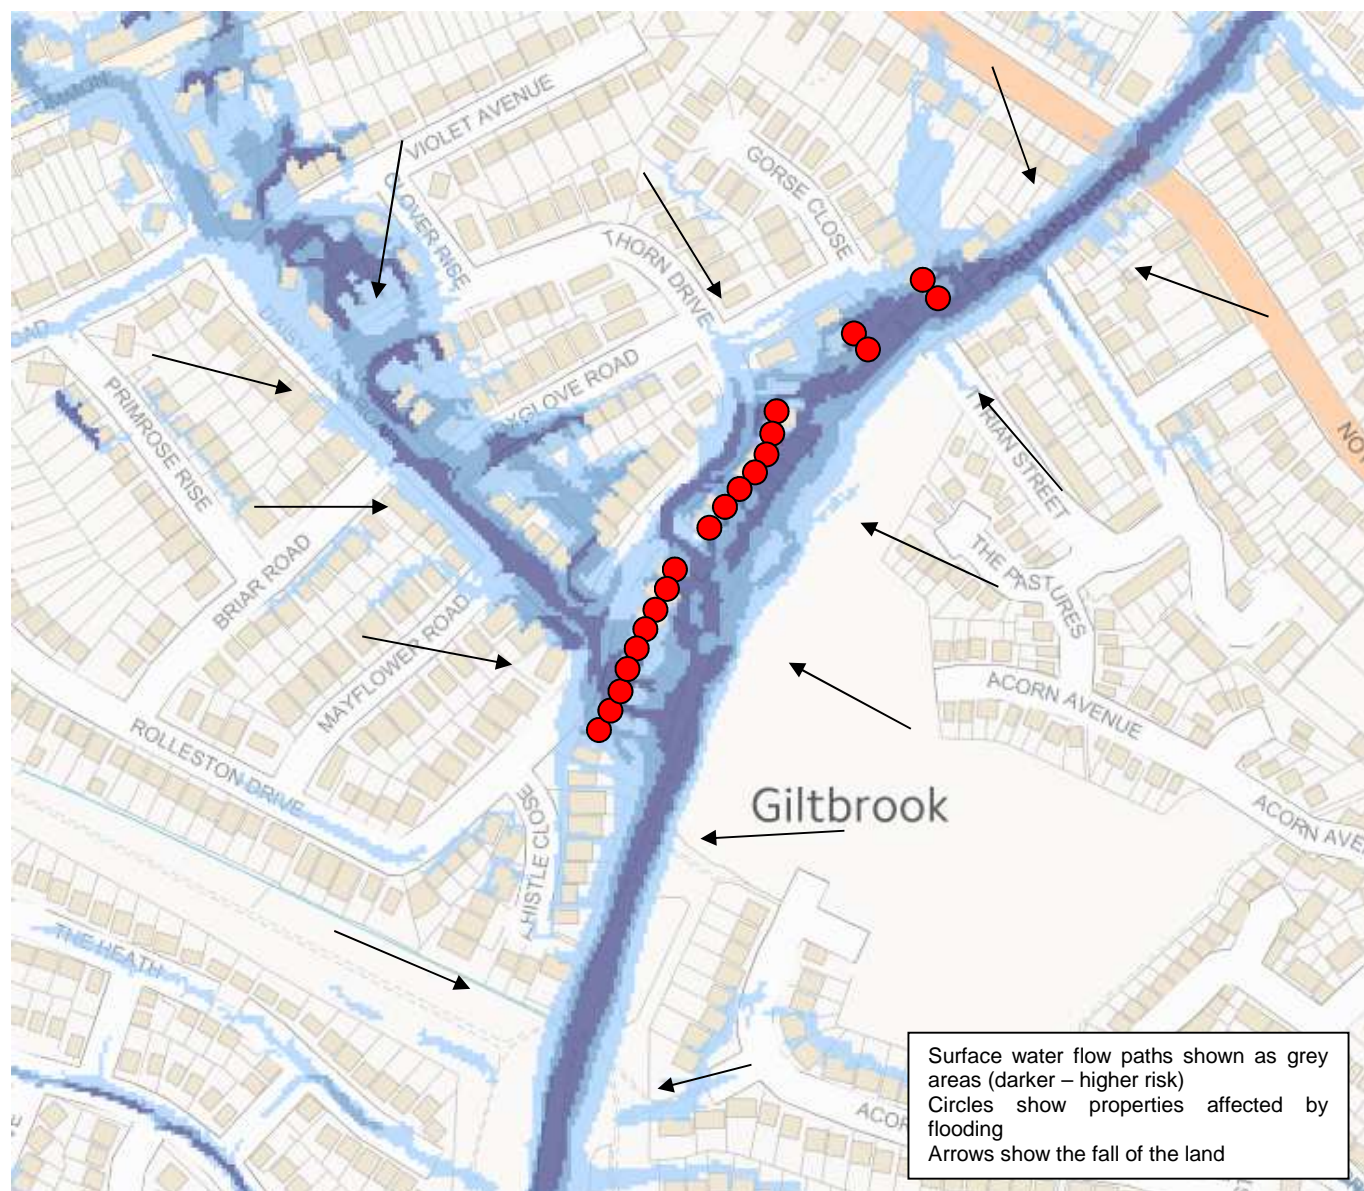 VIOLET AVENUE
CLOVER RISE
GORSE CLOSE
THORN DRIVE
PRIMROSE RISE
BRIAR ROAD
MAYFLOWER ROAD
ROLLESTON DRIVE
THE HEATH
THE PASTURES
ACORN AVENUE
Giltbrook
Surface water flow paths shown as grey
areas (darker – higher risk)
Circles show properties affected by
flooding
Arrows show the fall of the land